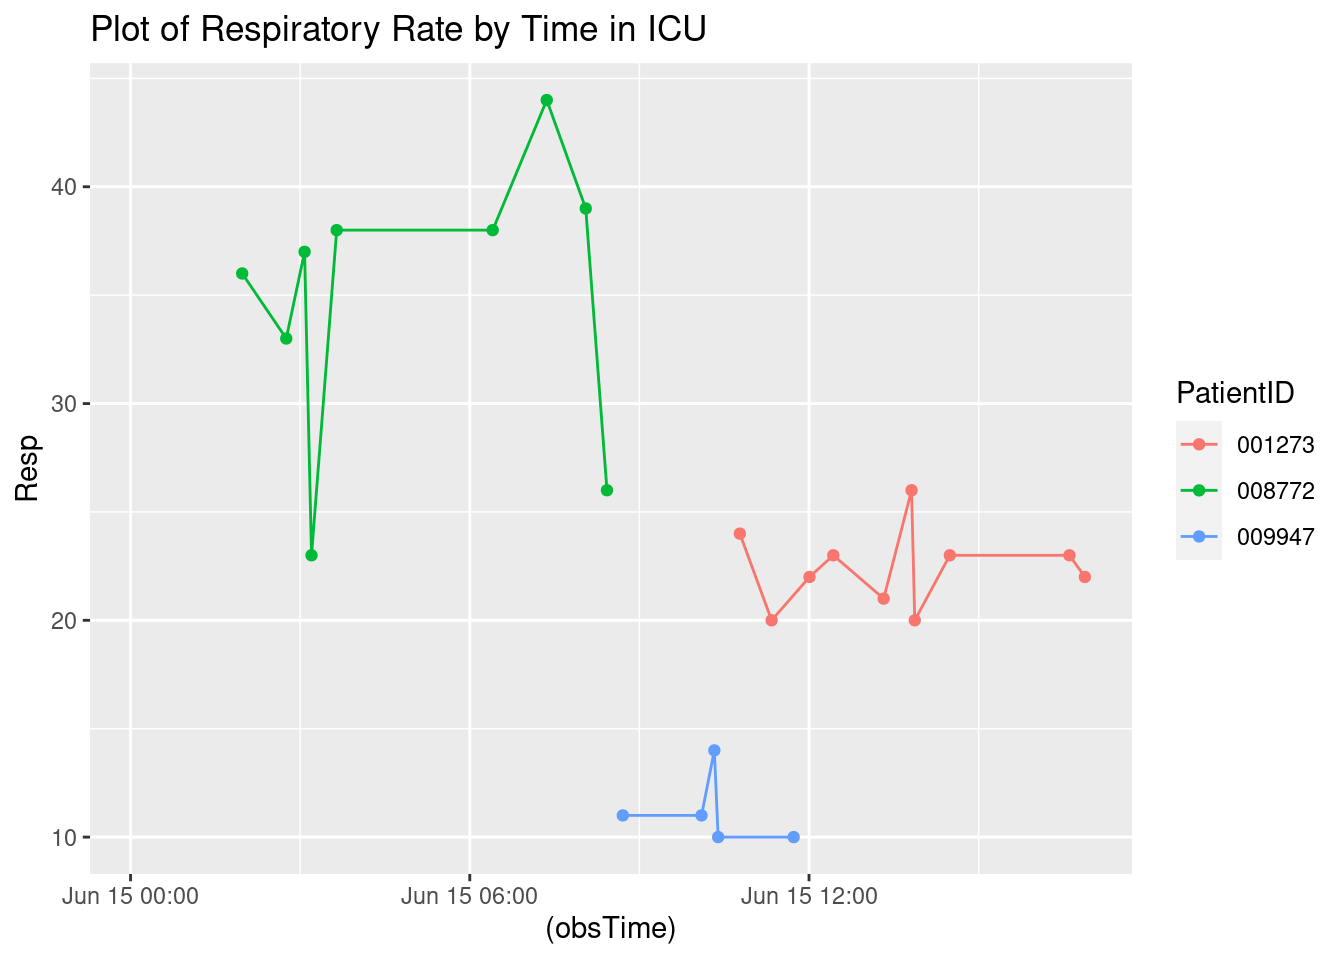 Plot of Respiratory Rate by Time in ICU
40
30
20
10
Resp
Jun 15 00:00
Jun 15 06:00
Jun 15 12:00
(obsTime)
PatientID
001273
008772
009947